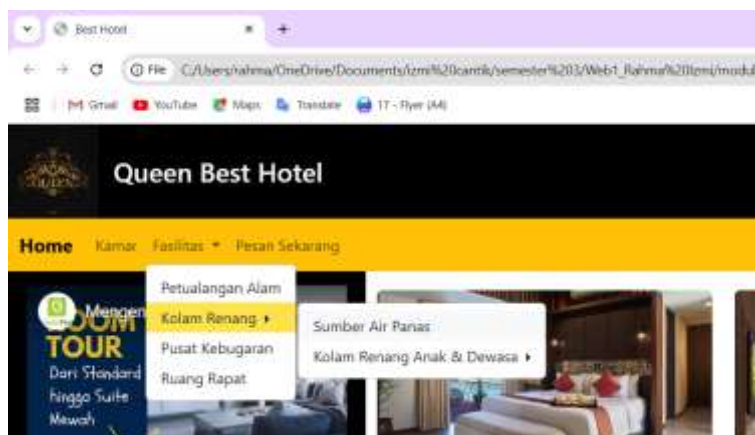 Best Hotel
File C:/Users/rahma/OneDrive/Documents/izmi%20cantik/semester%203/Web1_Rahma%20Izmi/modul
Gmail YouTube Maps Translate 17 - Flyer (A4)
QUEEN
Queen Best Hotel
Home Kamar Fasilitas Pesan Sekarang
Petualangan Alam
Kolam Renang
Pusat Kebugaran
Ruang Rapat
Sumber Air Panas
Kolam Renang Anak & Dewasa
Mengen
ROOM
TOUR
Dari Standard
hingga Suite
Mewah